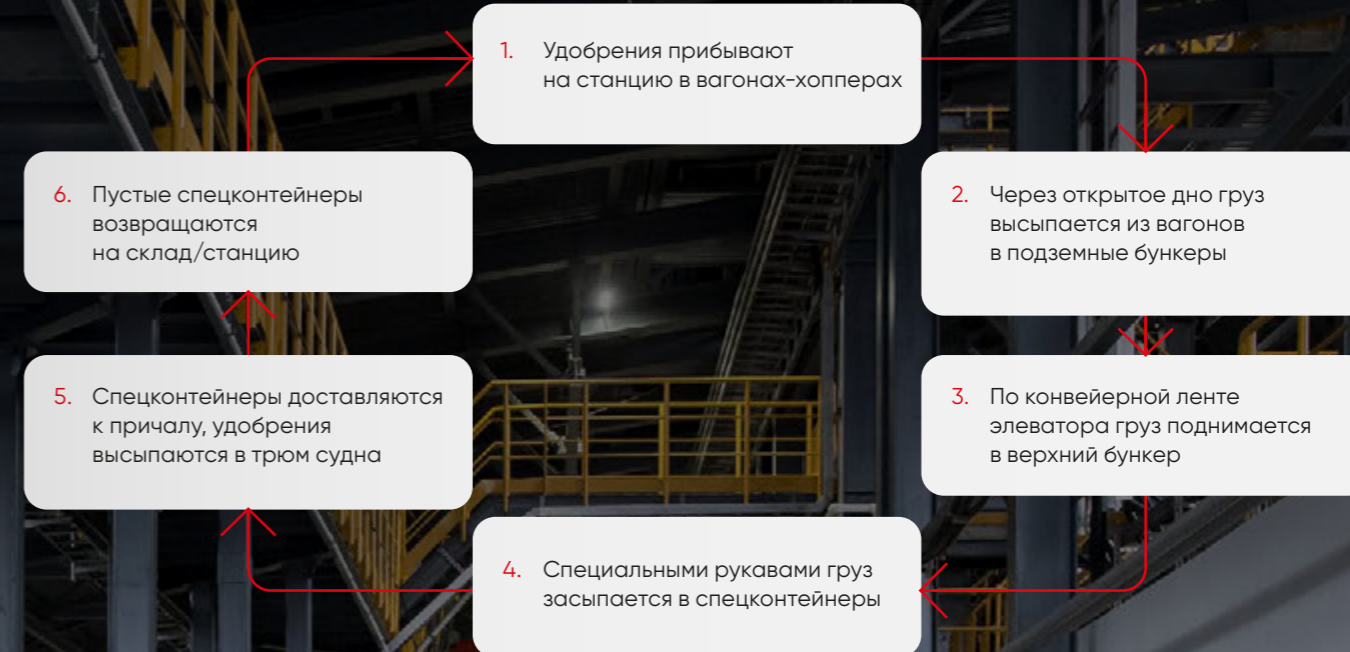 1. Удобрения прибывают
на станцию в вагонах-хопперах
2. Через открытое дно груз
высыпается из вагонов
в подземные бункеры
3. По конвейерной ленте
элеватора груз поднимается
в верхний бункер
4. Специальными рукавами груз
засыпается в спецконтейнеры
5. Спецконтейнеры доставляются
к причалу, удобрения
высыпаются в трюм судна
6. Пустые спецконтейнеры
возвращаются
на склад/станцию